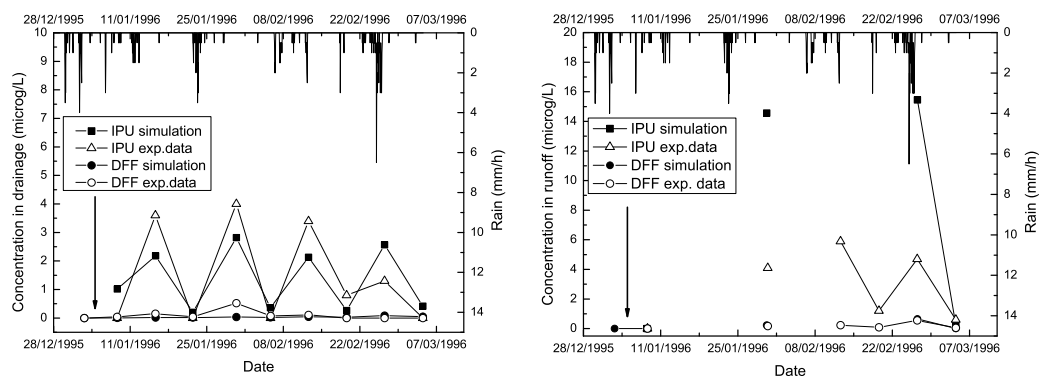 28/12/1995 11/01/1996 25/01/1996 08/02/1996 22/02/1996 07/03/1996
10
9
8
7
6
5
4
3
2
1
0
Concentration in drainage (microg/L)
IPU simulation
IPU exp.data
DFF simulation
DFF exp.data
0
2
4
6
8
10
12
14
Rain (mm/h)
28/12/1995 11/01/1996 25/01/1996 08/02/1996 22/02/1996 07/03/1996
Date
28/12/1995 11/01/1996 25/01/1996 08/02/1996 22/02/1996 07/03/1996
20
18
16
14
12
10
8
6
4
2
0
Concentration in runoff (microg/L)
IPU simulation
IPU exp.data
DFF simulation
DFF exp. data
0
2
4
6
8
10
12
14
Rain (mm/h)
28/12/1995 11/01/1996 25/01/1996 08/02/1996 22/02/1996 07/03/1996
Date